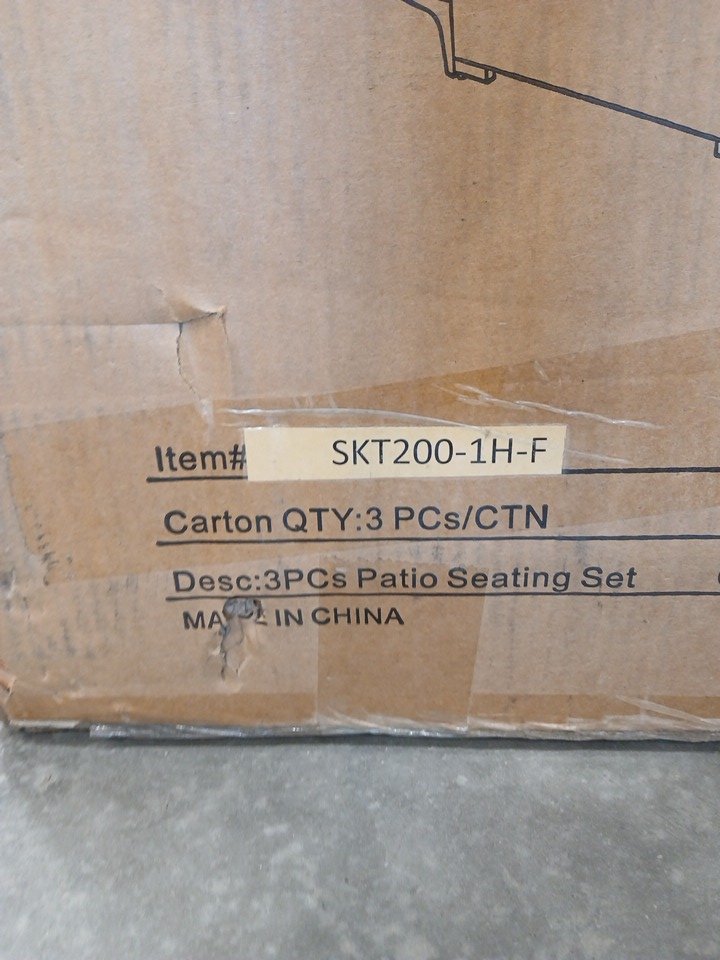 Item# SKT200-1H-F
Carton QTY:3 PCs/CTN
Desc:3PCs Patio Seating Set
IN CHINA